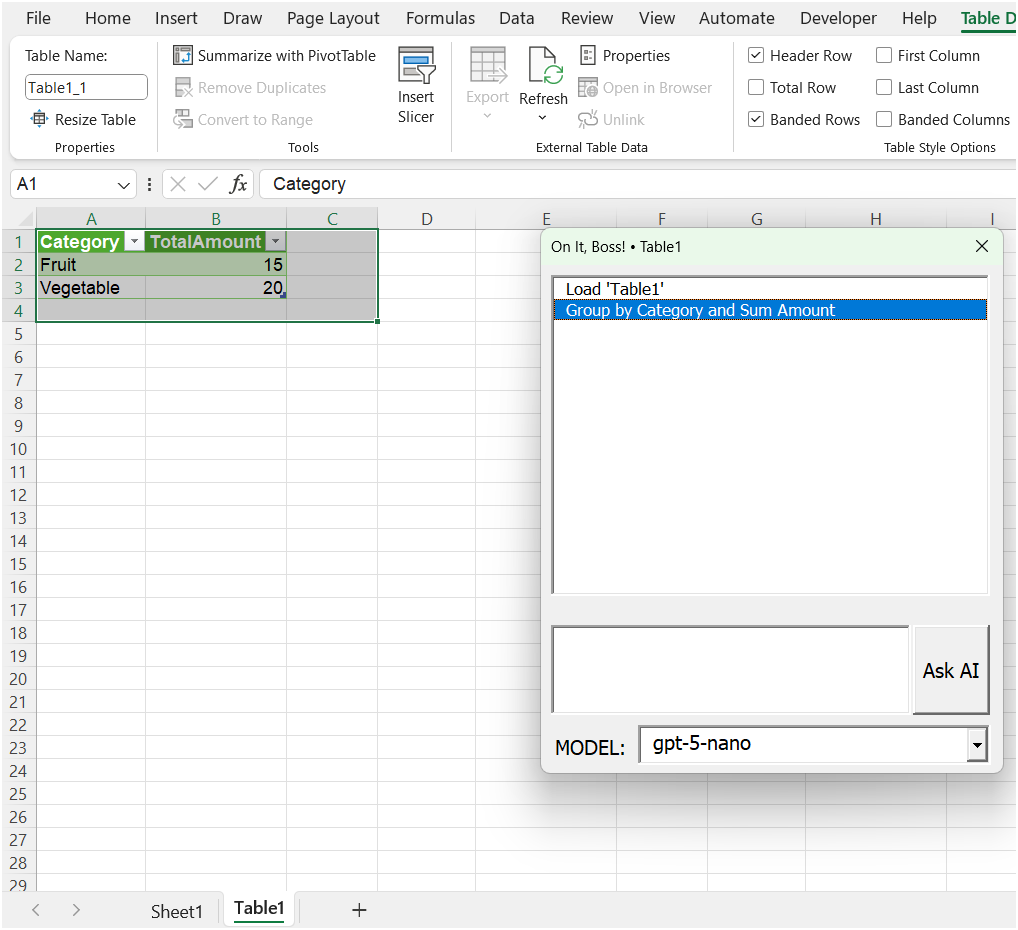 File Home Insert Draw Page Layout Formulas Data Review View Automate Developer Help Table D
Table Name:
Table1_1
Resize Table
Properties
Summarize with PivotTable
Remove Duplicates
Convert to Range
Insert
Slicer
Tools
Export
Refresh
Properties
Open in Browser
Unlink
External Table Data
Header Row
Total Row
Banded Rows
First Column
Last Column
Banded Columns
Table Style Options
A1
fx
Category
A B C D E F G H I
1 Category TotalAmount
2 Fruit 15
3 Vegetable 20
4
5
6
7
8
9
10
11
12
13
14
15
16
17
18
19
20
21
22
23
24
25
26
27
28
29
On It, Boss! • Table1
Load 'Table1'
Group by Category and Sum Amount
Ask AI
MODEL: gpt-5-nano
Sheet1 Table1